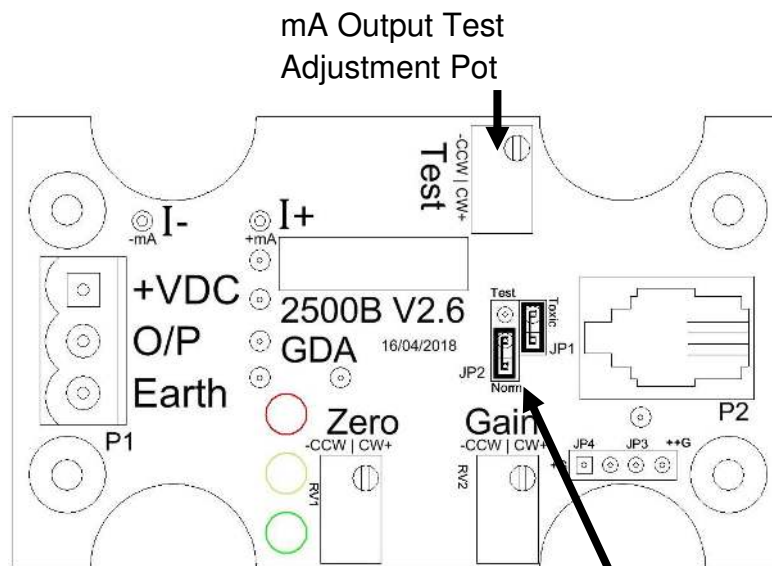 mA Output Test
Adjustment Pot
Test
-CCW | CW+
I-
-mA
I+
+mA
+VDC
O/P
Earth
P1
2500B V2.6
GDA
16/04/2018
Test
Toxic
JP1
JP2
Norm
P2
Zero
-CCW | CW+
RV1
Gain
-CCW | CW+
RV2
JP4
JP3
++G